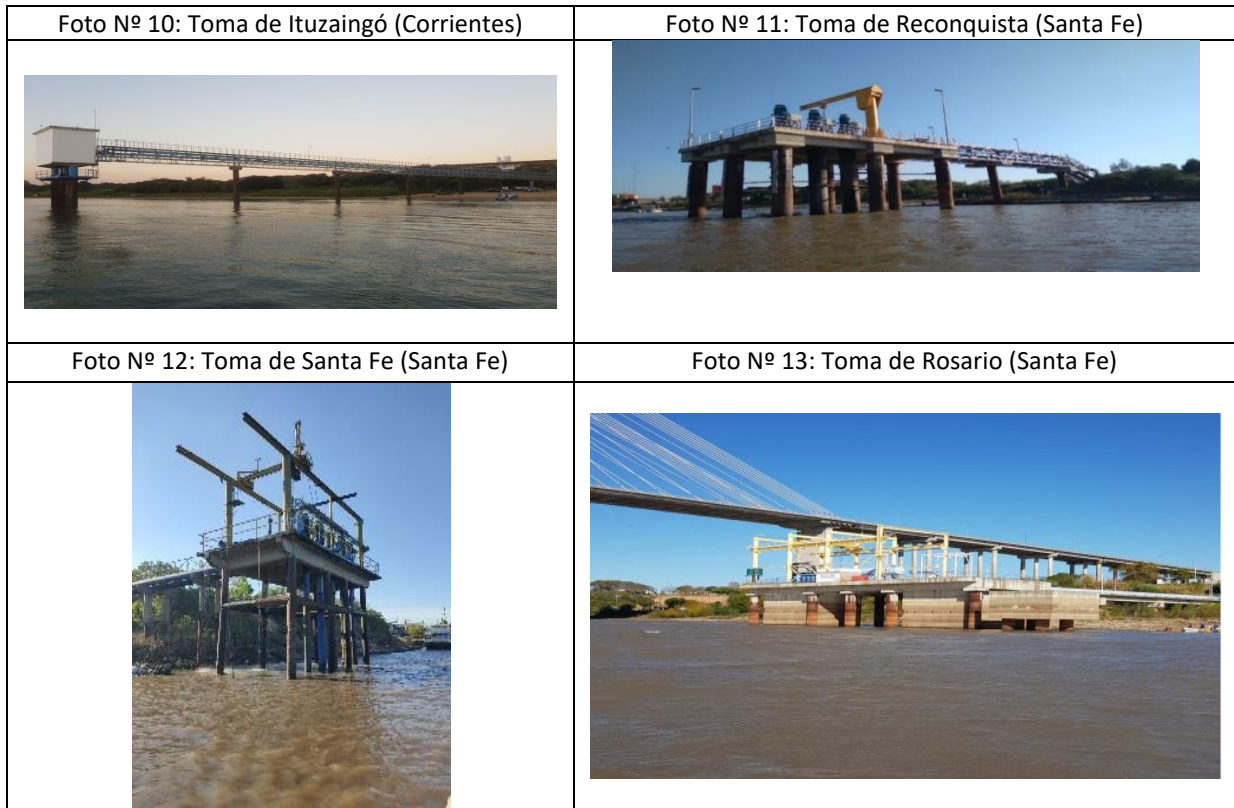 Foto Nº 10: Toma de Ituzaingó (Corrientes)
Foto Nº 11: Toma de Reconquista (Santa Fe)
Foto Nº 12: Toma de Santa Fe (Santa Fe)
Foto Nº 13: Toma de Rosario (Santa Fe)